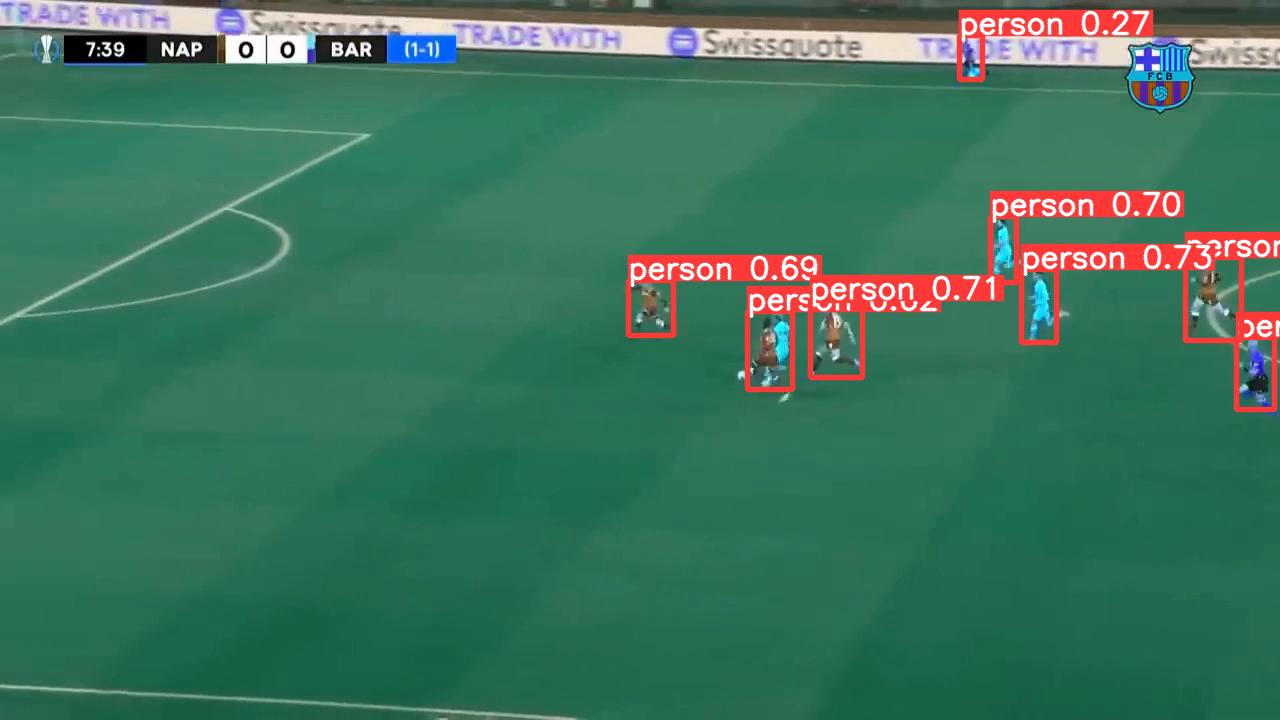 TRADE WITH
Swissquote
TRADE WITH
Swissquote
TRADE WITH
Swissquote
7:39 NAP 0 0 BAR (1-1)
FCB
person 0.27
person 0.70
person 0.73
person
person 0.69
person 0.71